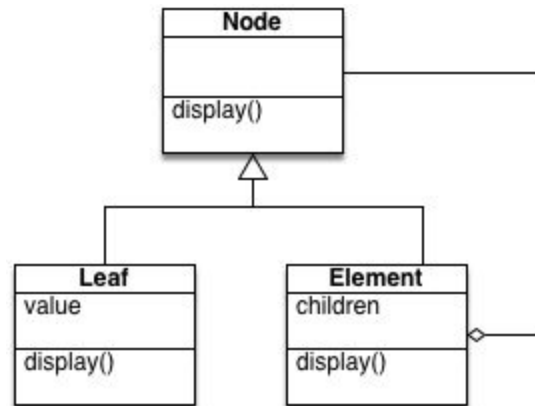 Node
display()
Leaf
value
display()
Element
children
display()